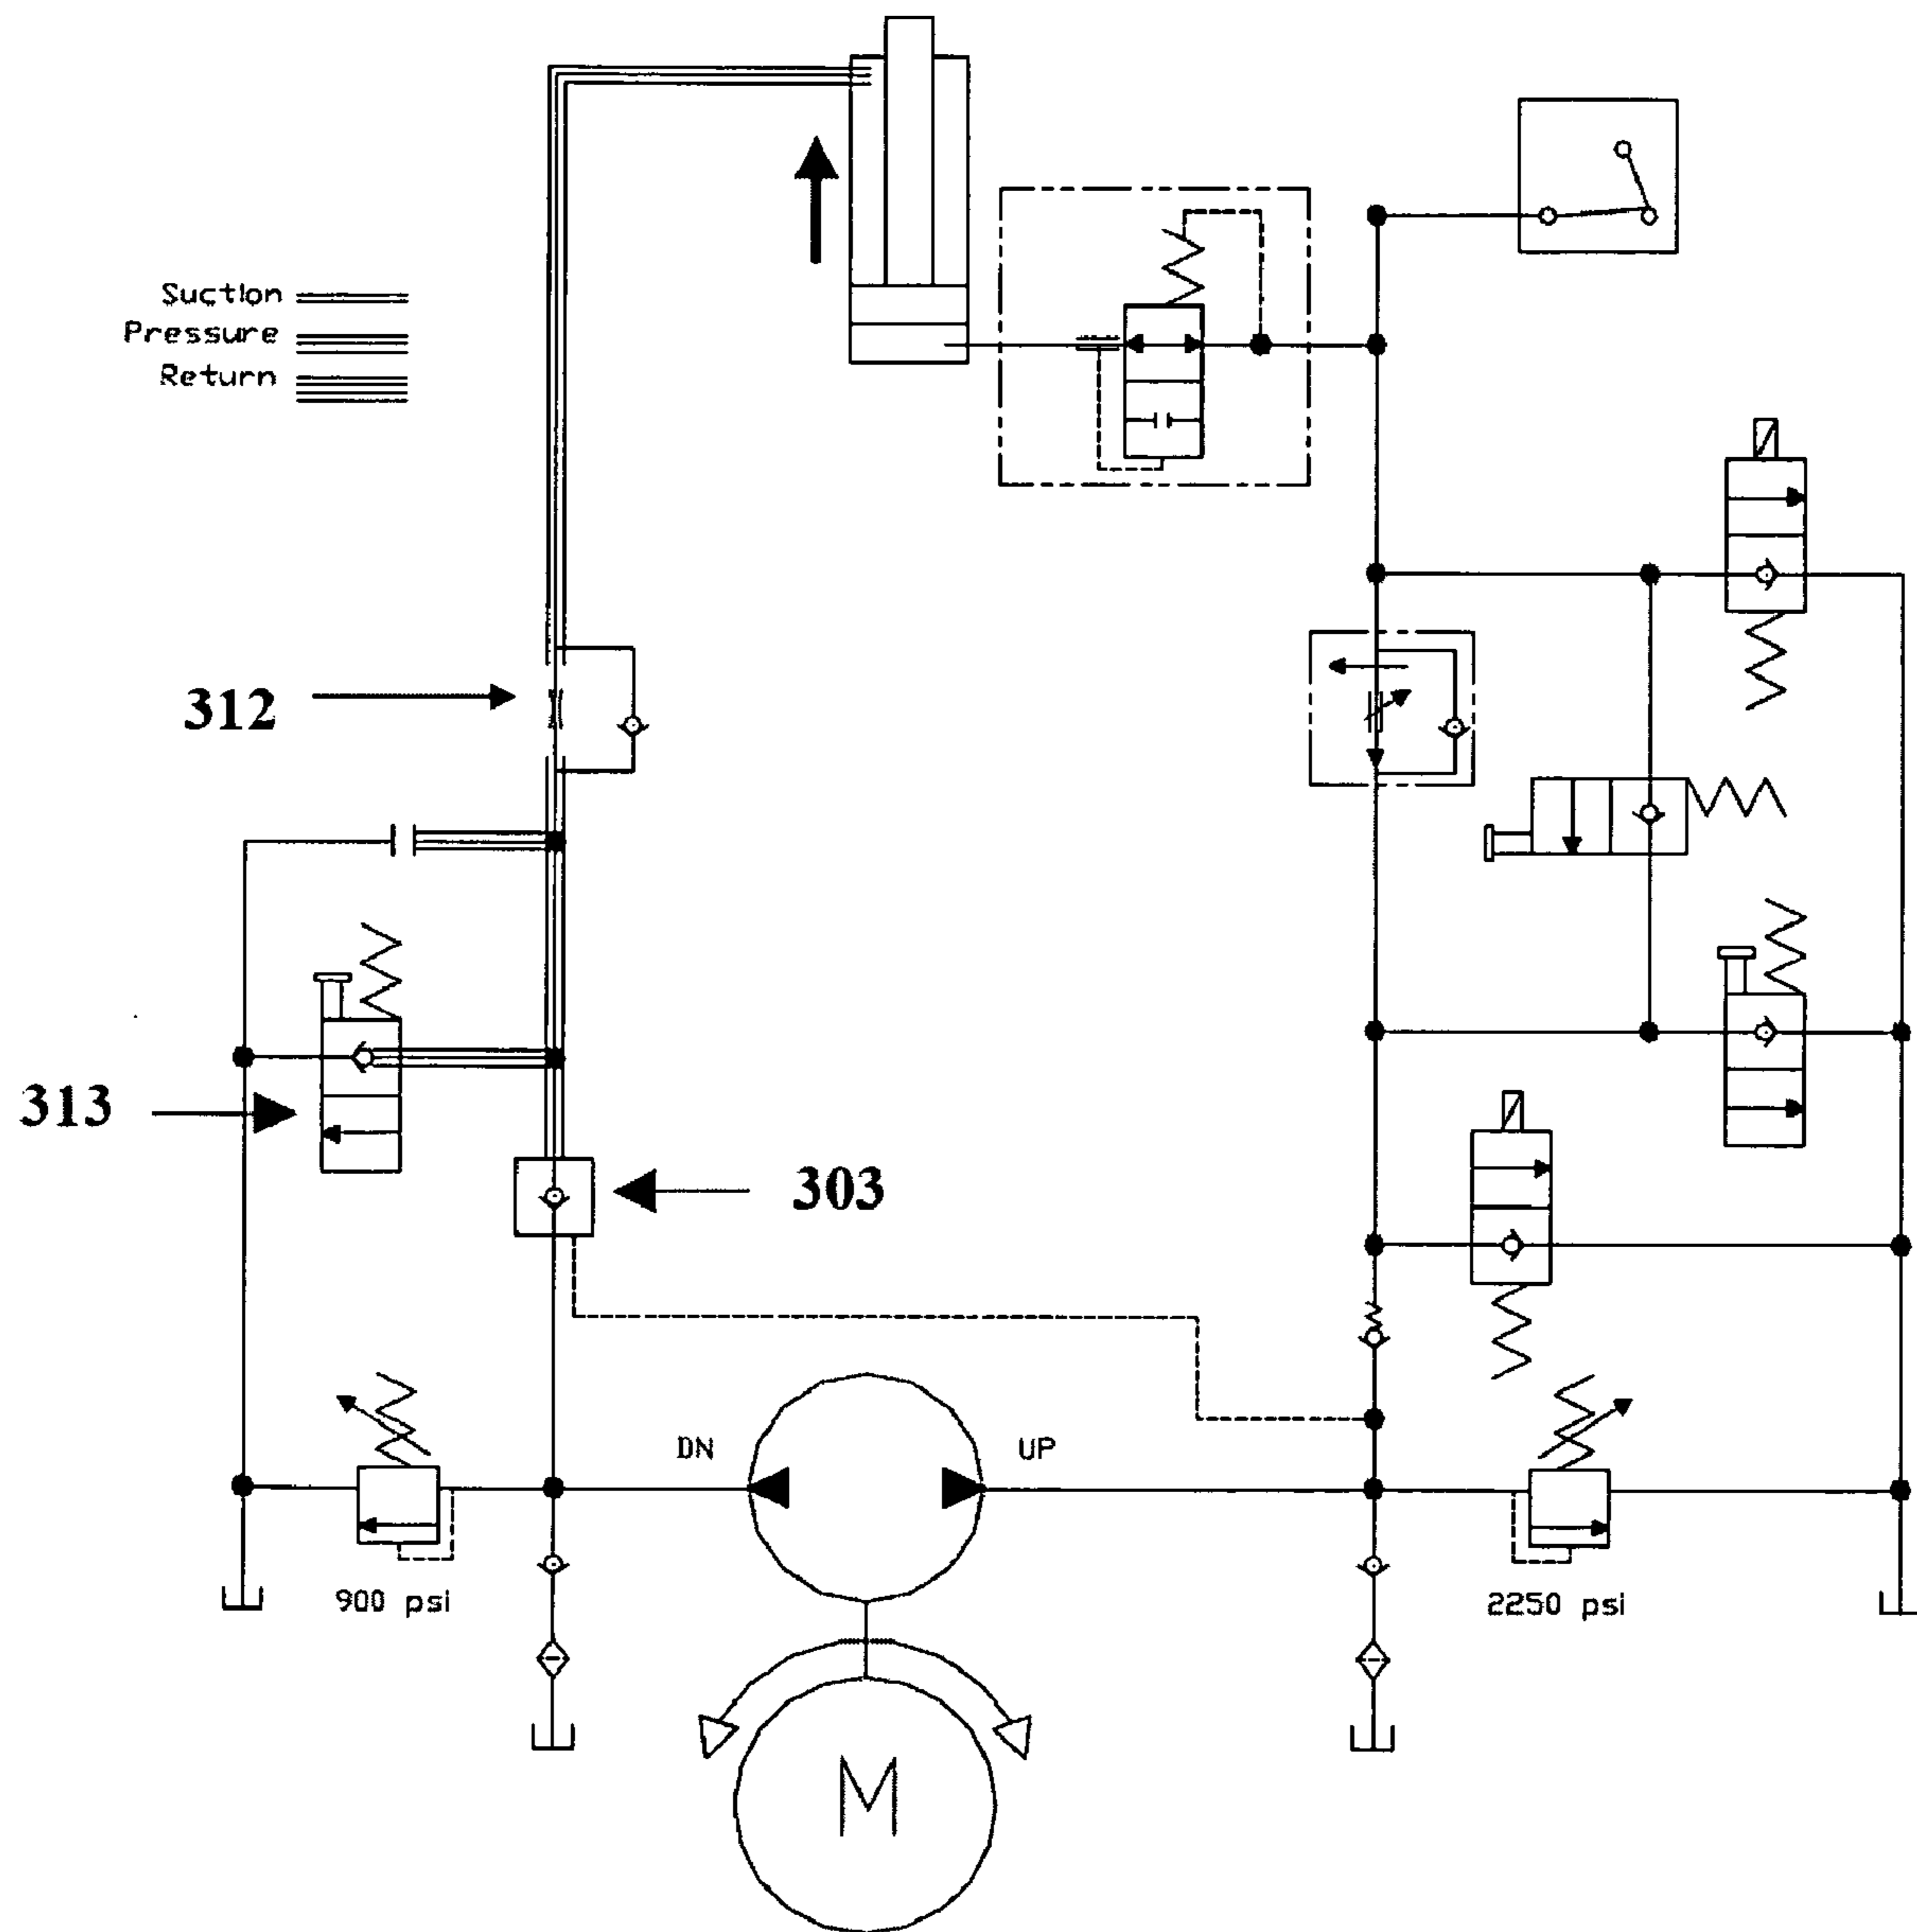 Suction
Pressure
Return
312
313
303
DN
UP
900 psi
2250 psi
M